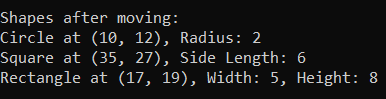 Shapes after moving:
Circle at (10, 12), Radius: 2
Square at (35, 27), Side Length: 6
Rectangle at (17, 19), Width: 5, Height: 8